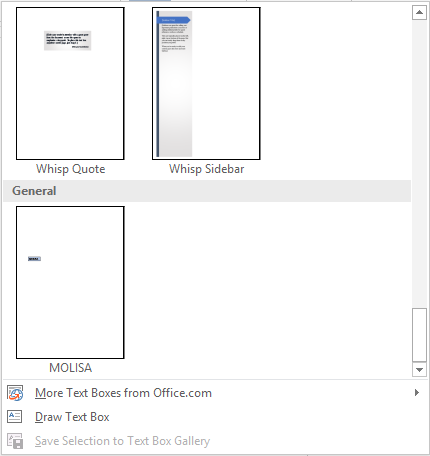 Whisp Quote
Whisp Sidebar
General
MOLISA
More Text Boxes from Office.com
Draw Text Box
Save Selection to Text Box Gallery